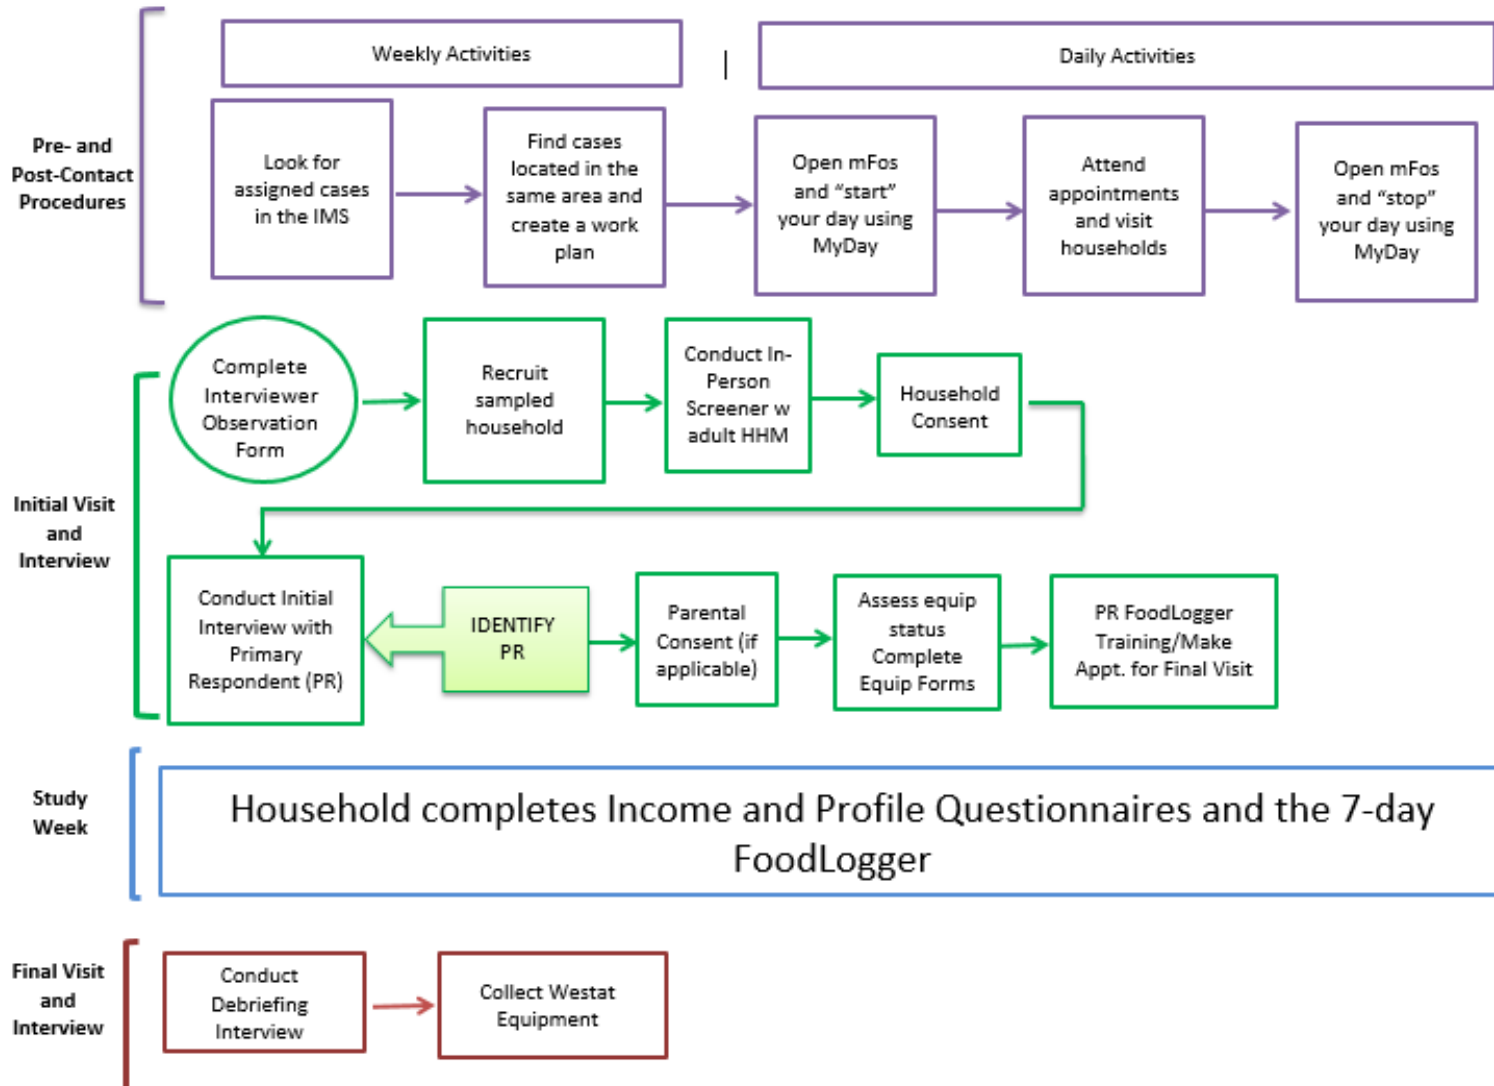 Weekly Activities
|
Daily Activities
Pre- and
Post-Contact
Procedures
Look for
assigned cases
in the IMS
Find cases
located in the
same area and
create a work
plan
Open mFos
and “start”
your day using
MyDay
Attend
appointments
and visit
households
Open mFos
and “stop”
your day using
MyDay
Initial Visit
and
Interview
Complete
Interviewer
Observation
Form
Recruit
sampled
household
Conduct In-
Person
Screener w
adult HHM
Household
Consent
Conduct Initial
Interview with
Primary
Respondent (PR)
IDENTIFY
PR
Parental
Consent (if
applicable)
Assess equip
status
Complete
Equip Forms
PR FoodLogger
Training/Make
Appt. for Final Visit
Study
Week
Household completes Income and Profile Questionnaires and the 7-day
FoodLogger
Final Visit
and
Interview
Conduct
Debriefing
Interview
Collect Westat
Equipment